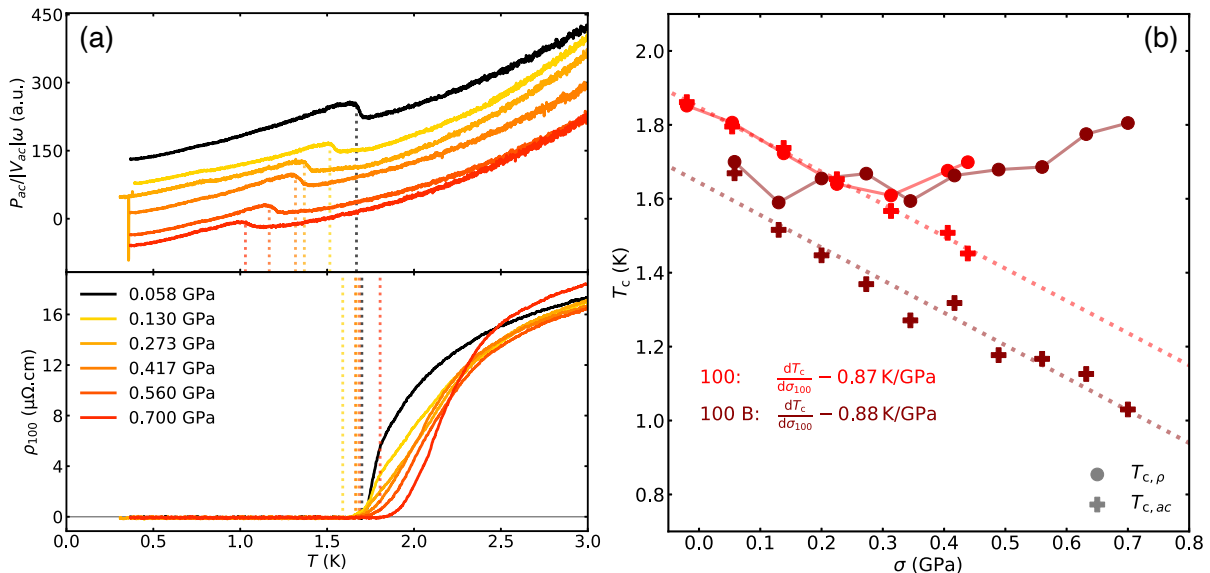 (a)
450
300
150
0
P_ac/|V_ac|ω (a.u.)
0.058 GPa
0.130 GPa
0.273 GPa
0.417 GPa
0.560 GPa
0.700 GPa
16
12
8
4
0
ρ_100 (μΩ.cm)
0.0 0.5 1.0 1.5 2.0 2.5 3.0
T (K)
(b)
2.0
1.8
1.6
1.4
1.2
1.0
0.8
T_c (K)
100: dT_c/dσ_100 − 0.87 K/GPa
100 B: dT_c/dσ_100 − 0.88 K/GPa
T_c,ρ
T_c,ac
0.0 0.1 0.2 0.3 0.4 0.5 0.6 0.7 0.8
σ (GPa)